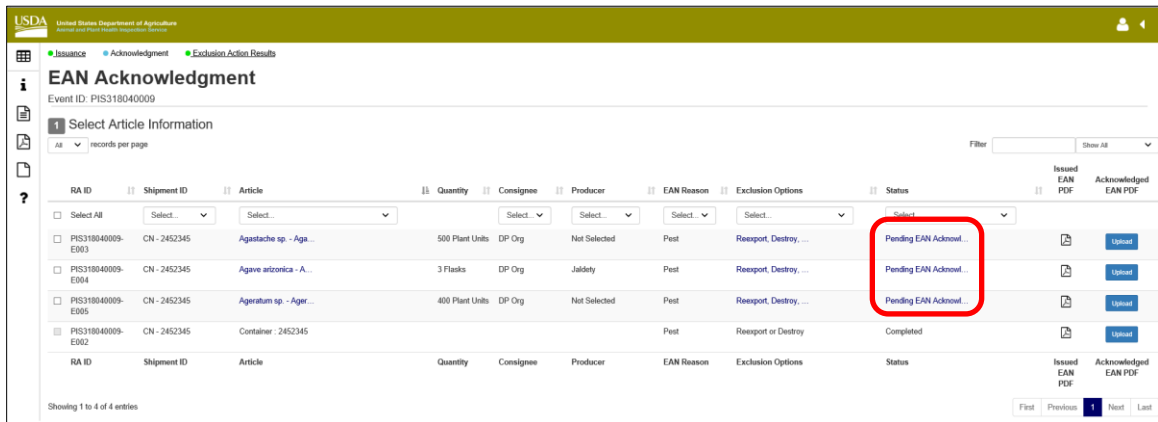 USDA
United States Department of Agriculture
Animal and Plant Health Inspection Service
Issuance Acknowledgment Exclusion Action Results
EAN Acknowledgment
Event ID: PIS318040009
1 Select Article Information
All records per page Filter Show All
RA ID Shipment ID Article Quantity Consignee Producer EAN Reason Exclusion Options Status Issued EAN PDF Acknowledged EAN PDF
Select All Select... Select... Select... Select... Select... Select... Select...
PIS318040009-E003 CN - 2452345 Agastache sp. - Aga... 500 Plant Units DP Org Not Selected Pest Reexport, Destroy, ... Pending EAN Acknowl... Upload
PIS318040009-E004 CN - 2452345 Agave arizonica - A... 3 Flasks DP Org Jaldety Pest Reexport, Destroy, ... Pending EAN Acknowl... Upload
PIS318040009-E005 CN - 2452345 Ageratum sp. - Ager... 400 Plant Units DP Org Not Selected Pest Reexport, Destroy, ... Pending EAN Acknowl... Upload
PIS318040009-E002 CN - 2452345 Container : 2452345 Pest Reexport or Destroy Completed Upload
RA ID Shipment ID Article Quantity Consignee Producer EAN Reason Exclusion Options Status Issued EAN PDF Acknowledged EAN PDF
Showing 1 to 4 of 4 entries First Previous 1 Next Last